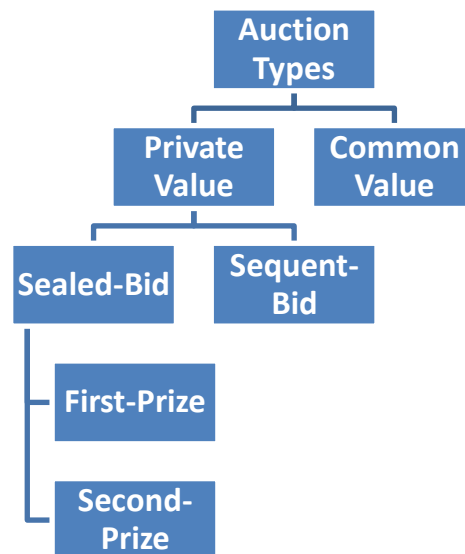 Auction
Types
Private
Value
Common
Value
Sealed-Bid
Sequent-
Bid
First-Prize
Second-
Prize